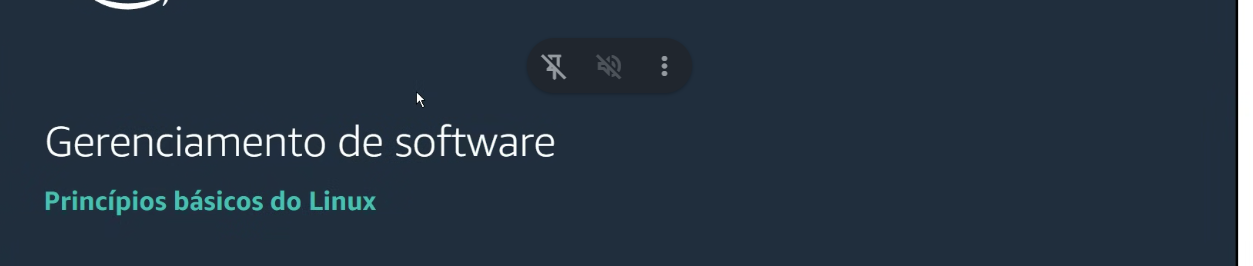 Gerenciamento de software
Princípios básicos do Linux